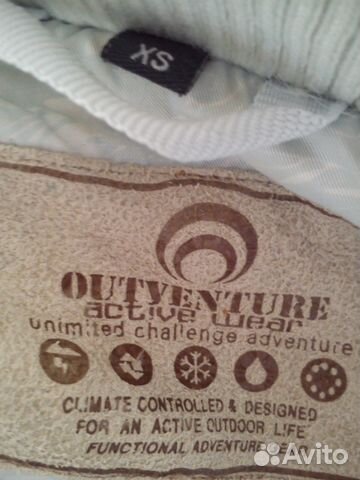 XS
OUTVENTURE
active wear
unlimited challenge adventure
CLIMATE CONTROLLED & DESIGNED
FOR AN ACTIVE OUTDOOR LIFE
FUNCTIONAL ADVENTURE
Avito